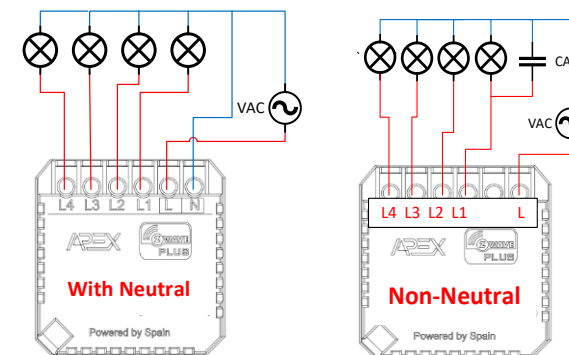 VAC
L4 L3 L2 L1 L N
APEX
Z WAVE
PLUS
With Neutral
Powered by Spain
CA
VAC
L4 L3 L2 L1 L
APEX
Z WAVE
PLUS
Non-Neutral
Powered by Spain